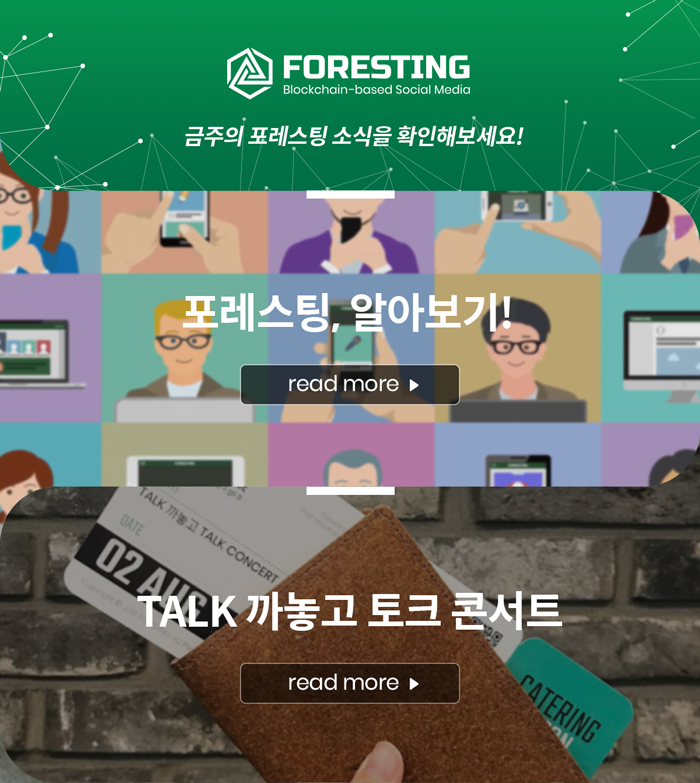 FORESTING
Blockchain-based Social Media
금주의 포레스팅 소식을 확인해보세요!
포레스팅, 알아보기!
read more
TALK 까놓고 TALK CONCERT
DATE
02 AUG
TALK 까놓고 토크 콘서트
read more
CATERING